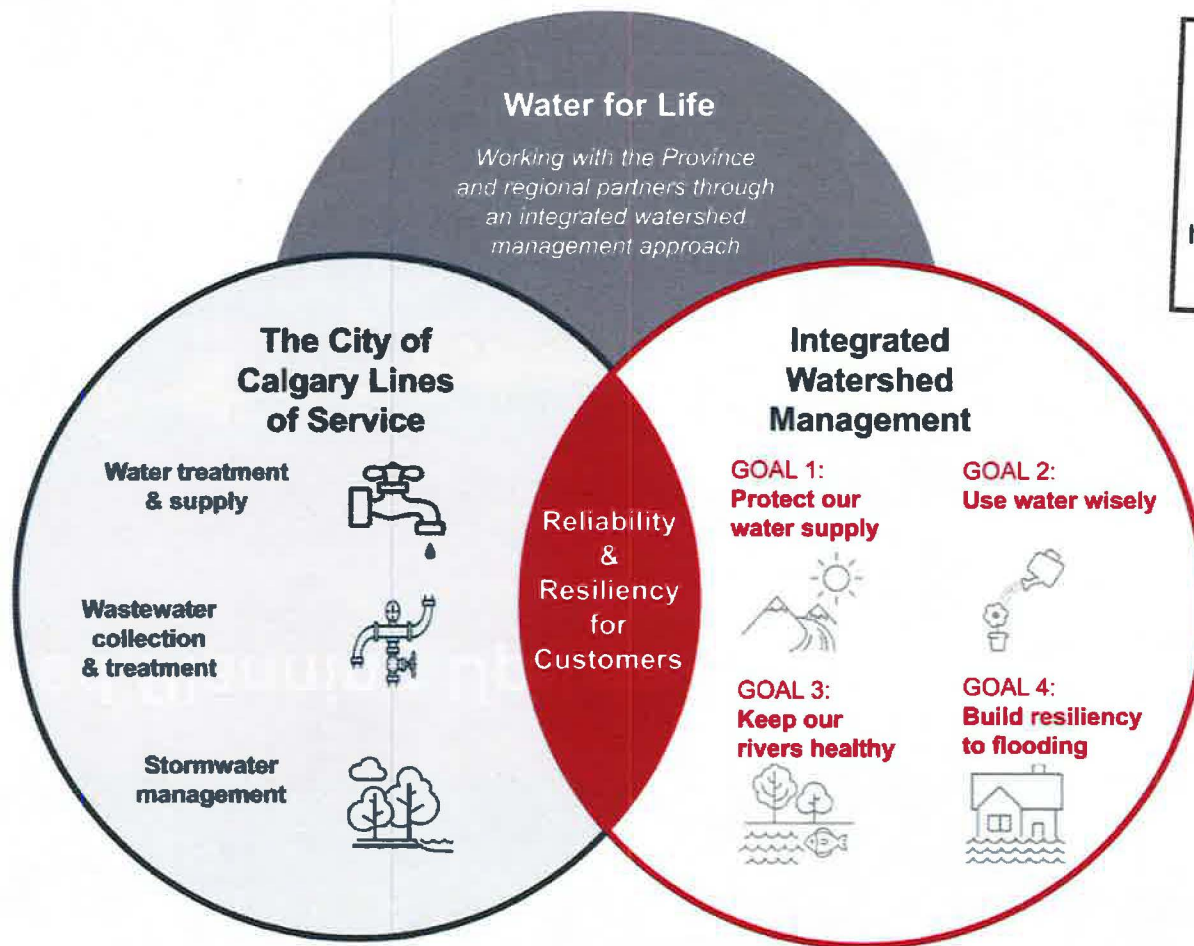 Water for Life
Working with the Province
and regional partners through
an integrated watershed
management approach
The City of
Calgary Lines
of Service
Water treatment
& supply
Wastewater
collection
& treatment
Stormwater
management
Reliability
&
Resiliency
for
Customers
Integrated
Watershed
Management
GOAL 1:
Protect our
water supply
GOAL 2:
Use water wisely
GOAL 3:
Keep our
rivers healthy
GOAL 4:
Build resiliency
to flooding